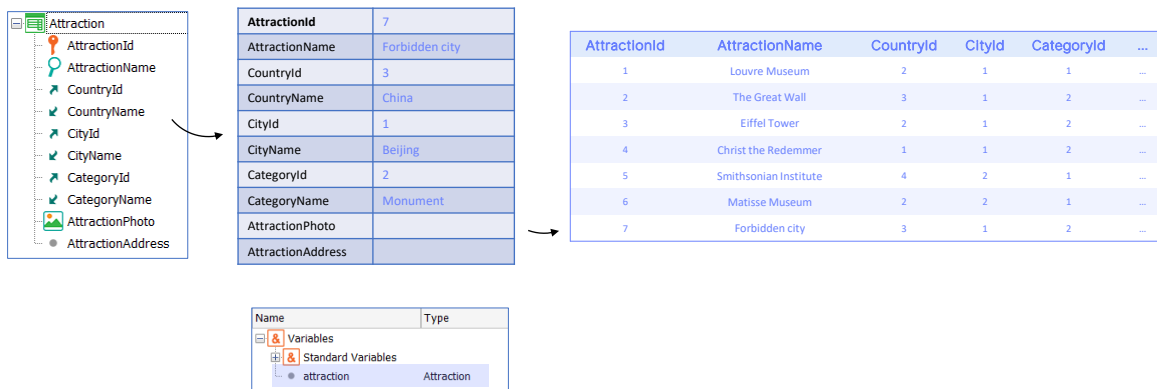 Attraction
AttractionId
AttractionName
CountryId
CountryName
CityId
CityName
CategoryId
CategoryName
AttractionPhoto
AttractionAddress
AttractionId 7
AttractionName Forbidden city
CountryId 3
CountryName China
CityId 1
CityName Beijing
CategoryId 2
CategoryName Monument
AttractionPhoto
AttractionAddress
AttractionId AttractionName CountryId CityId CategoryId ...
1 Louvre Museum 2 1 1 ...
2 The Great Wall 3 1 2 ...
3 Eiffel Tower 2 1 2 ...
4 Christ the Redemmer 1 1 2 ...
5 Smithsonian Institute 4 2 1 ...
6 Matisse Museum 2 2 1 ...
7 Forbidden city 3 1 2 ...
Name Type
& Variables
& Standard Variables
attraction Attraction